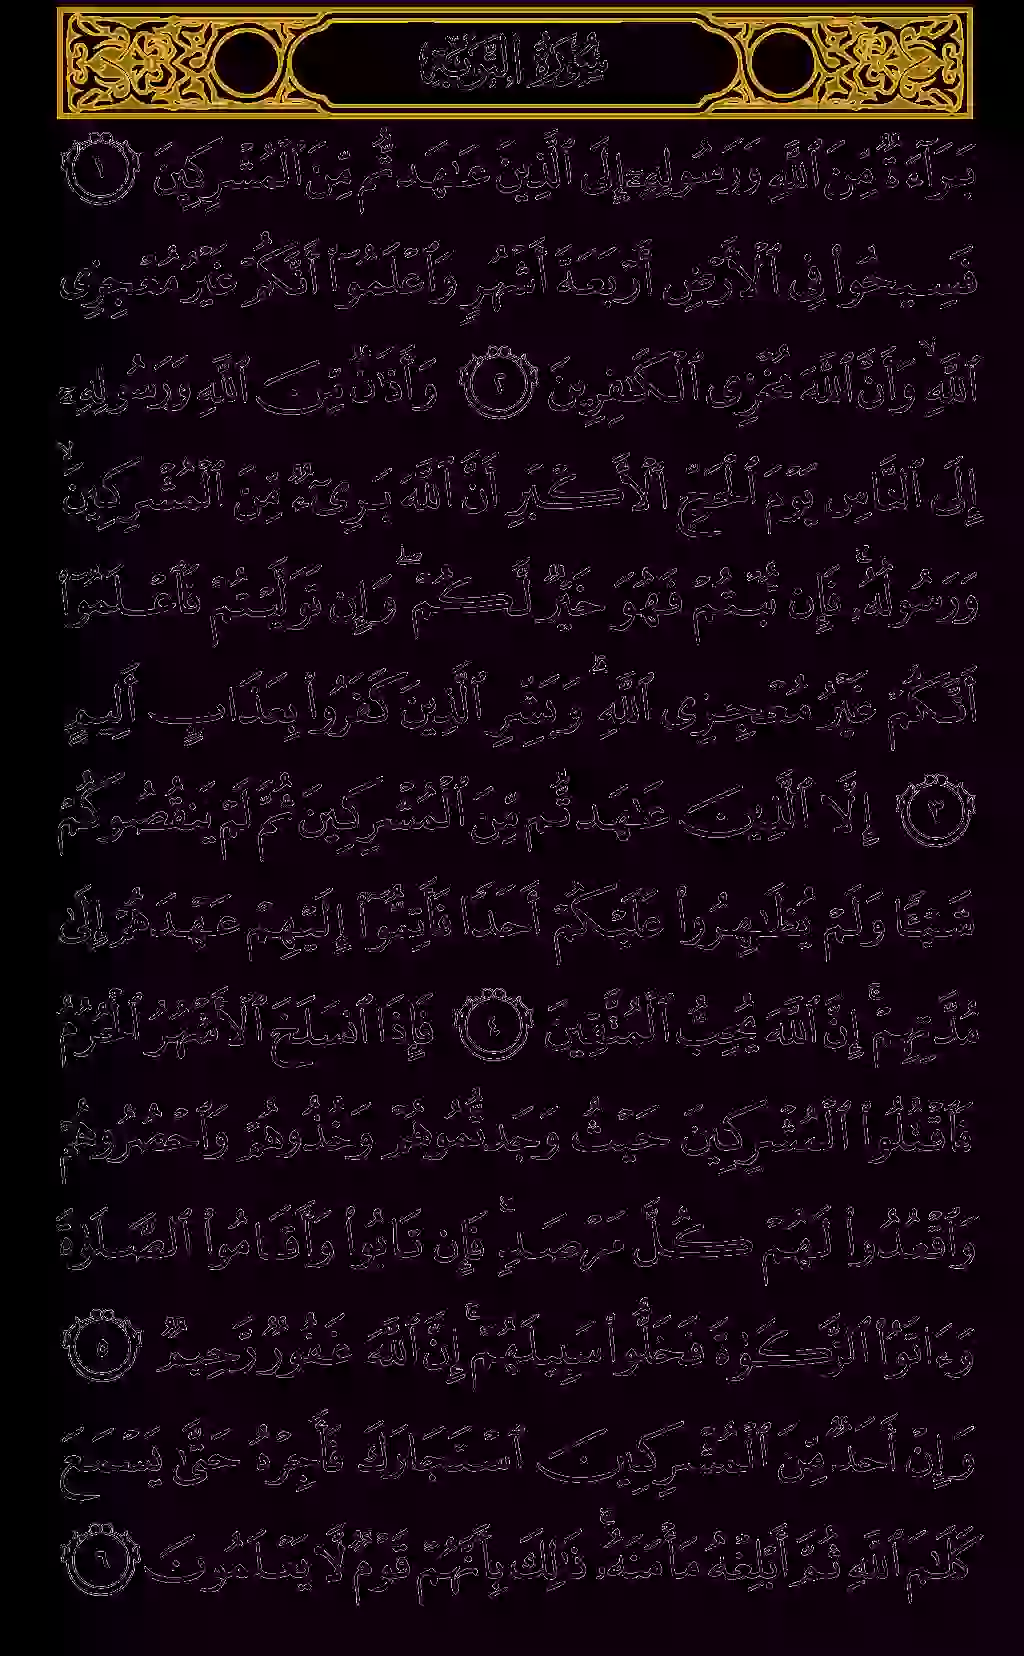 سُورَةُ التَّوْبَةِ
بَرَآءَةٌ مِّنَ ٱللَّهِ وَرَسُولِهِۦٓ إِلَى ٱلَّذِينَ عَـٰهَدتُّم مِّنَ ٱلْمُشْرِكِينَ ١
فَسِيحُوا۟ فِى ٱلْأَرْضِ أَرْبَعَةَ أَشْهُرٍ وَٱعْلَمُوٓا۟ أَنَّكُمْ غَيْرُ مُعْجِزِى
ٱللَّهِ ۙ وَأَنَّ ٱللَّهَ مُخْزِى ٱلْكَـٰفِرِينَ ٢ وَأَذَٰنٌ مِّنَ ٱللَّهِ وَرَسُولِهِۦٓ
إِلَى ٱلنَّاسِ يَوْمَ ٱلْحَجِّ ٱلْأَكْبَرِ أَنَّ ٱللَّهَ بَرِىٓءٌ مِّنَ ٱلْمُشْرِكِينَ ۙ
وَرَسُولُهُۥ ۚ فَإِن تُبْتُمْ فَهُوَ خَيْرٌ لَّكُمْ ۖ وَإِن تَوَلَّيْتُمْ فَٱعْلَمُوٓا۟
أَنَّكُمْ غَيْرُ مُعْجِزِى ٱللَّهِ ۗ وَبَشِّرِ ٱلَّذِينَ كَفَرُوا۟ بِعَذَابٍ أَلِيمٍ
٣ إِلَّا ٱلَّذِينَ عَـٰهَدتُّم مِّنَ ٱلْمُشْرِكِينَ ثُمَّ لَمْ يَنقُصُوكُمْ
شَيْـًٔا وَلَمْ يُظَـٰهِرُوا۟ عَلَيْكُمْ أَحَدًا فَأَتِمُّوٓا۟ إِلَيْهِمْ عَهْدَهُمْ إِلَىٰ
مُدَّتِهِمْ ۚ إِنَّ ٱللَّهَ يُحِبُّ ٱلْمُتَّقِينَ ٤ فَإِذَا ٱنسَلَخَ ٱلْأَشْهُرُ ٱلْحُرُمُ
فَٱقْتُلُوا۟ ٱلْمُشْرِكِينَ حَيْثُ وَجَدتُّمُوهُمْ وَخُذُوهُمْ وَٱحْصُرُوهُمْ
وَٱقْعُدُوا۟ لَهُمْ كُلَّ مَرْصَدٍ ۚ فَإِن تَابُوا۟ وَأَقَامُوا۟ ٱلصَّلَوٰةَ
وَءَاتَوُا۟ ٱلزَّكَوٰةَ فَخَلُّوا۟ سَبِيلَهُمْ ۚ إِنَّ ٱللَّهَ غَفُورٌ رَّحِيمٌ ٥
وَإِنْ أَحَدٌ مِّنَ ٱلْمُشْرِكِينَ ٱسْتَجَارَكَ فَأَجِرْهُ حَتَّىٰ يَسْمَعَ
كَلَـٰمَ ٱللَّهِ ثُمَّ أَبْلِغْهُ مَأْمَنَهُۥ ۚ ذَٰلِكَ بِأَنَّهُمْ قَوْمٌ لَّا يَعْلَمُونَ ٦